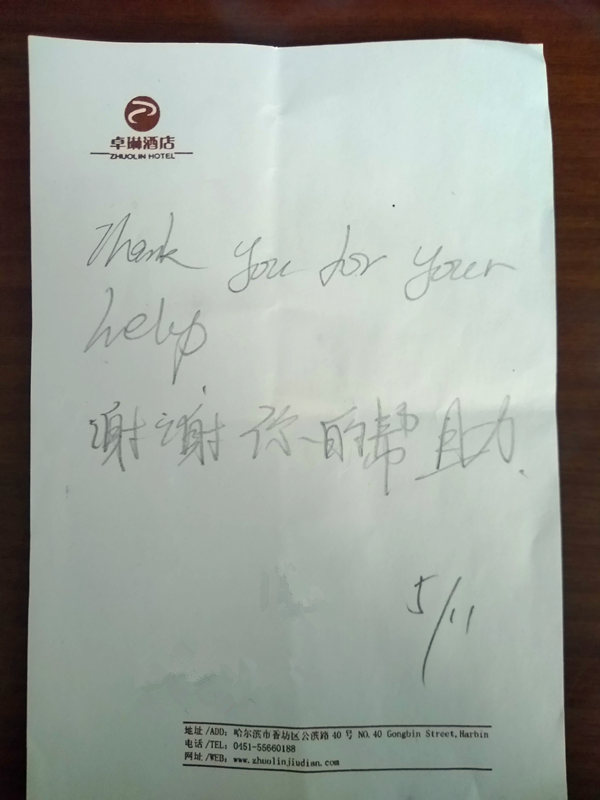 卓琳酒店
ZHUOLIN HOTEL
Thank you for your
help
谢谢你的帮助.
5/11
地址/ADD: 哈尔滨市香坊区公滨路40号 NO.40 Gongbin Street,Harbin
电话/TEL: 0451-55660188
网址/WEB: www.zhuolinjiudian.com